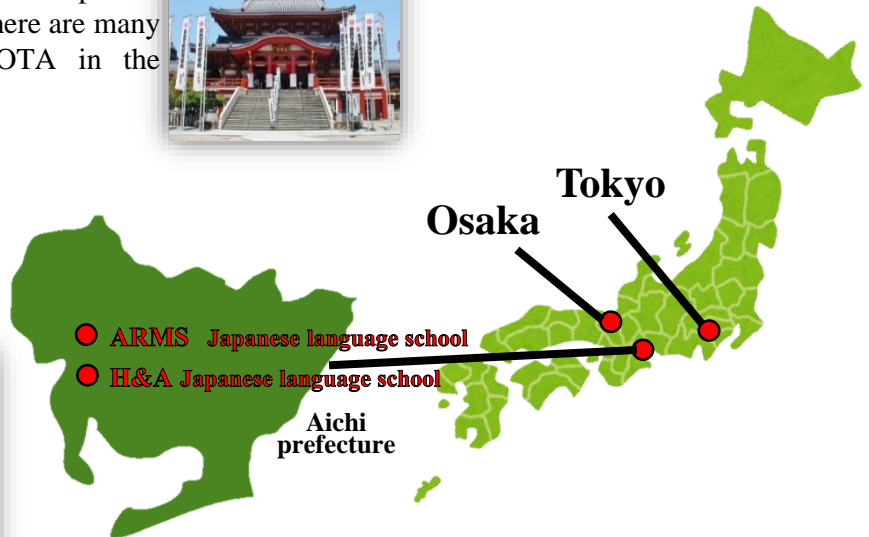 here are many
OTA in the
Tokyo
Osaka
ARMS Japanese language school
H&A Japanese language school
Aichi
prefecture